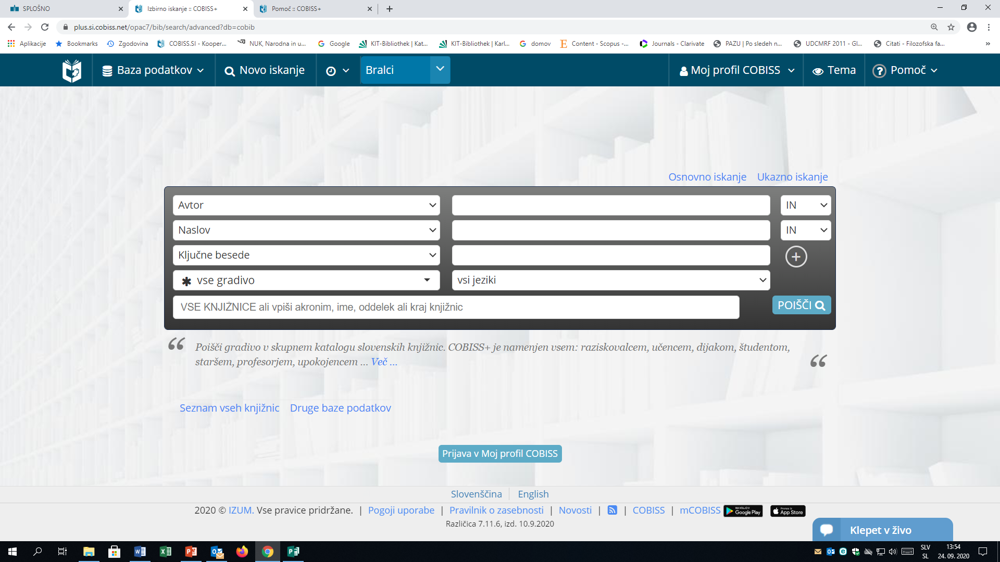 SPLOŠNO
Izbirno iskanje :: COBISS+
Pomoč :: COBISS+
plus.si.cobiss.net/opac7/bib/search/advanced?db=cobib
Aplikacije
Bookmarks
Zgodovina
COBISS.SI - Kooper...
NUK, Narodna in u...
Google
KIT-Bibliothek | Kat...
KIT-Bibliothek | Karl...
domov
Content - Scopus -...
Journals - Clarivate
PAZU | Po sledeh n...
UDCMRF 2011 - Gl...
Citati - Filozofska fa...
Baza podatkov
Novo iskanje
Bralci
Moj profil COBISS
Tema
Pomoč
Osnovno iskanje
Ukazno iskanje
Avtor
IN
Naslov
IN
Ključne besede
vse gradivo
vsi jeziki
VSE KNJIŽNICE ali vpiši akronim, ime, oddelek ali kraj knjižnic
POIŠČI
“ Poišči gradivo v skupnem katalogu slovenskih knjižnic. COBISS+ je namenjen vsem: raziskovalcem, učencem, dijakom, študentom,
staršem, profesorjem, upokojencem ... Več ... “
Seznam vseh knjižnic
Druge baze podatkov
Prijava v Moj profil COBISS
Slovenščina
English
2020 © IZUM. Vse pravice pridržane. | Pogoji uporabe | Pravilnik o zasebnosti | Novosti | | COBISS | mCOBISS
NA VOLJO V
Google Play
Prenos iz
App Store
Različica 7.11.6, izd. 10.9.2020
Klepet v živo
SLV
SL
13:54
24. 09. 2020